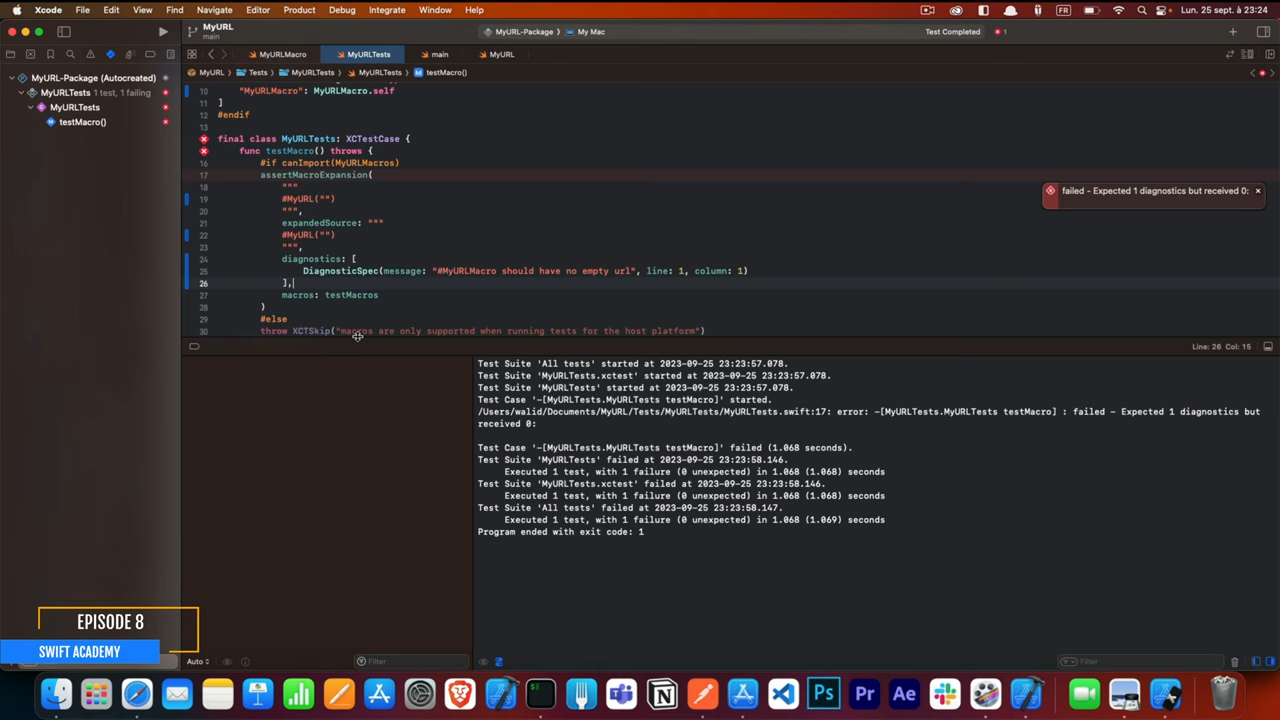 Xcode File Edit View Find Navigate Editor Product Debug Integrate Window Help FR Lun. 25 sept. à 23:24
MyURL
main
MyURL-Package 〉 My Mac
Test Completed
1
MyURLMacro MyURLTests main MyURL
MyURL 〉 Tests 〉 MyURLTests 〉 MyURLTests 〉 M testMacro()
MyURL-Package (Autocreated)
MyURLTests 1 test, 1 failing
MyURLTests
testMacro()
10 "MyURLMacro": MyURLMacro.self
11 ]
12 #endif
13
final class MyURLTests: XCTestCase {
func testMacro() throws {
16 #if canImport(MyURLMacros)
17 assertMacroExpansion(
18 """
19 #MyURL("")
20 """,
21 expandedSource: """
22 #MyURL("")
23 """,
24 diagnostics: [
25 DiagnosticSpec(message: "#MyURLMacro should have no empty url", line: 1, column: 1)
26 ],
27 macros: testMacros
28 )
29 #else
30 throw XCTSkip("macros are only supported when running tests for the host platform")
failed - Expected 1 diagnostics but received 0:
Line: 26 Col: 15
Test Suite 'All tests' started at 2023-09-25 23:23:57.078.
Test Suite 'MyURLTests.xctest' started at 2023-09-25 23:23:57.078.
Test Suite 'MyURLTests' started at 2023-09-25 23:23:57.078.
Test Case '-[MyURLTests.MyURLTests testMacro]' started.
/Users/walid/Documents/MyURL/Tests/MyURLTests/MyURLTests.swift:17: error: -[MyURLTests.MyURLTests testMacro] : failed - Expected 1 diagnostics but
received 0:
Test Case '-[MyURLTests.MyURLTests testMacro]' failed (1.068 seconds).
Test Suite 'MyURLTests' failed at 2023-09-25 23:23:58.146.
Executed 1 test, with 1 failure (0 unexpected) in 1.068 (1.068) seconds
Test Suite 'MyURLTests.xctest' failed at 2023-09-25 23:23:58.146.
Executed 1 test, with 1 failure (0 unexpected) in 1.068 (1.068) seconds
Test Suite 'All tests' failed at 2023-09-25 23:23:58.147.
Executed 1 test, with 1 failure (0 unexpected) in 1.068 (1.069) seconds
Program ended with exit code: 1
EPISODE 8
SWIFT ACADEMY
Auto
Filter
Filter
Ps Pr Ae